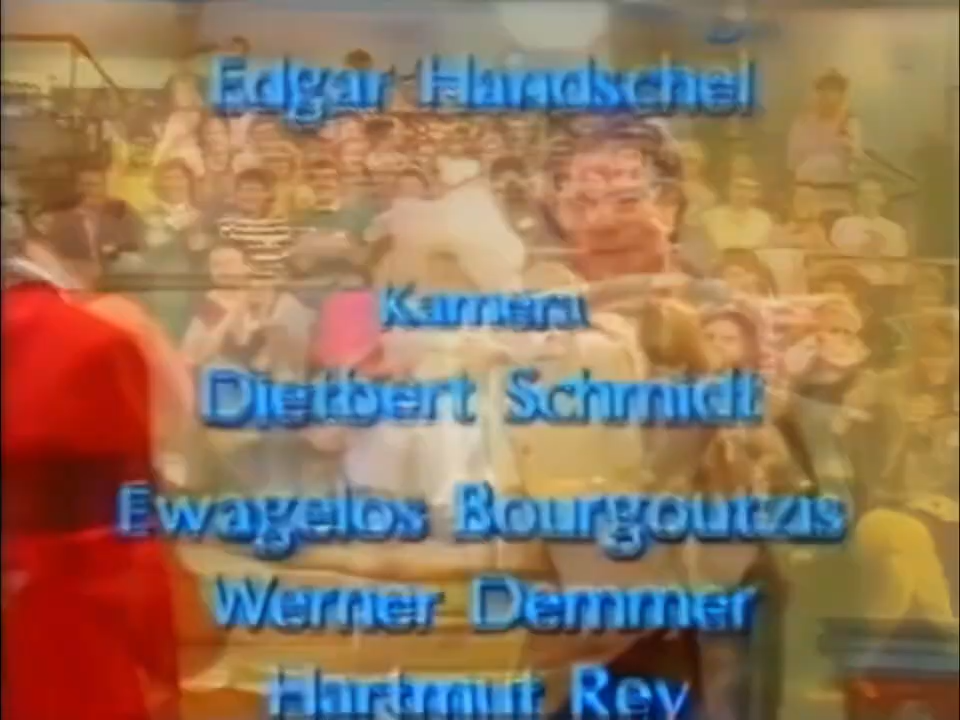 Edgar Handschel
Kamera
Dietbert Schmidt
Ewagelos Bourgoutzis
Werner Demmer
Hartmut Rey